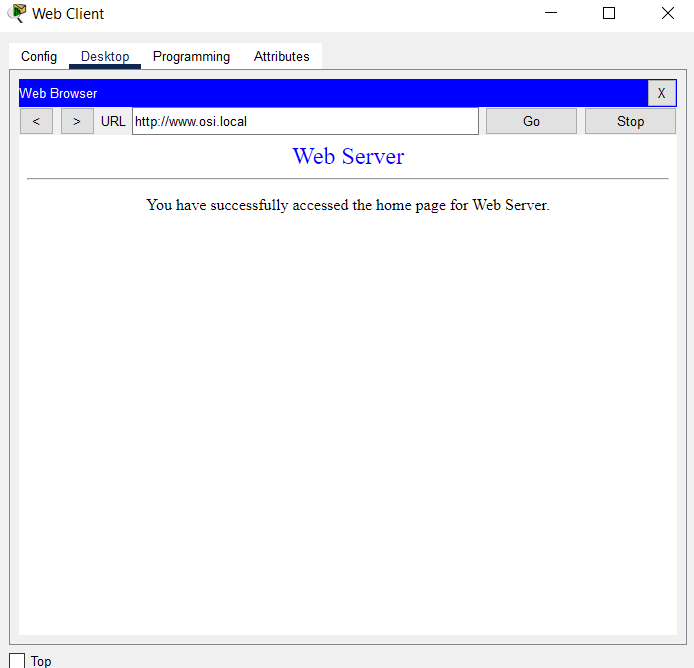 Web Client
Config Desktop Programming Attributes
Web Browser X
< > URL http://www.osi.local Go Stop
Web Server
You have successfully accessed the home page for Web Server.
Top